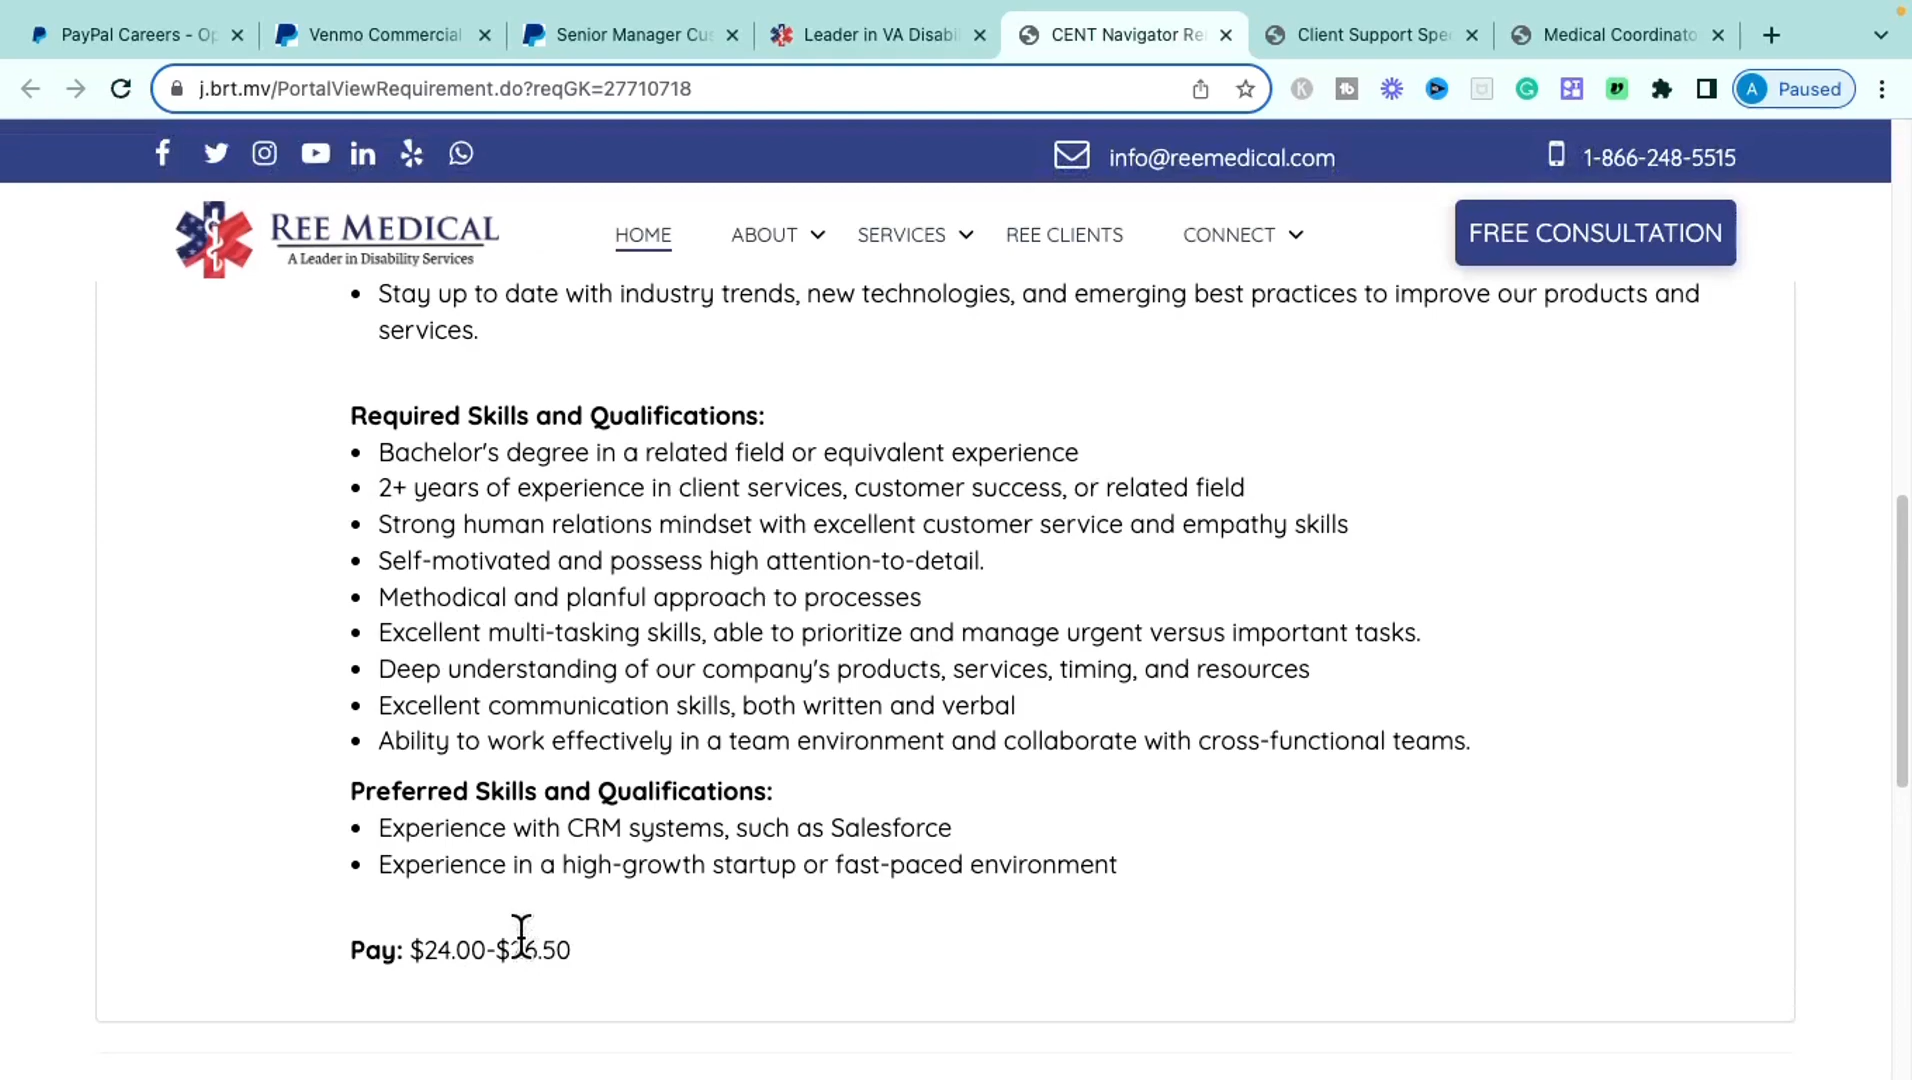 PayPal Careers - Op
Venmo Commercial
Senior Manager Cus
Leader in VA Disabil
CENT Navigator Re
Client Support Spe
Medical Coordinato
j.brt.mv/PortalViewRequirement.do?reqGK=27710718
A Paused
info@reemedical.com
1-866-248-5515
REE MEDICAL
A Leader in Disability Services
HOME
ABOUT
SERVICES
REE CLIENTS
CONNECT
FREE CONSULTATION
• Stay up to date with industry trends, new technologies, and emerging best practices to improve our products and
services.
Required Skills and Qualifications:
• Bachelor's degree in a related field or equivalent experience
• 2+ years of experience in client services, customer success, or related field
• Strong human relations mindset with excellent customer service and empathy skills
• Self-motivated and possess high attention-to-detail.
• Methodical and planful approach to processes
• Excellent multi-tasking skills, able to prioritize and manage urgent versus important tasks.
• Deep understanding of our company's products, services, timing, and resources
• Excellent communication skills, both written and verbal
• Ability to work effectively in a team environment and collaborate with cross-functional teams.
Preferred Skills and Qualifications:
• Experience with CRM systems, such as Salesforce
• Experience in a high-growth startup or fast-paced environment
Pay: $24.00-$26.50